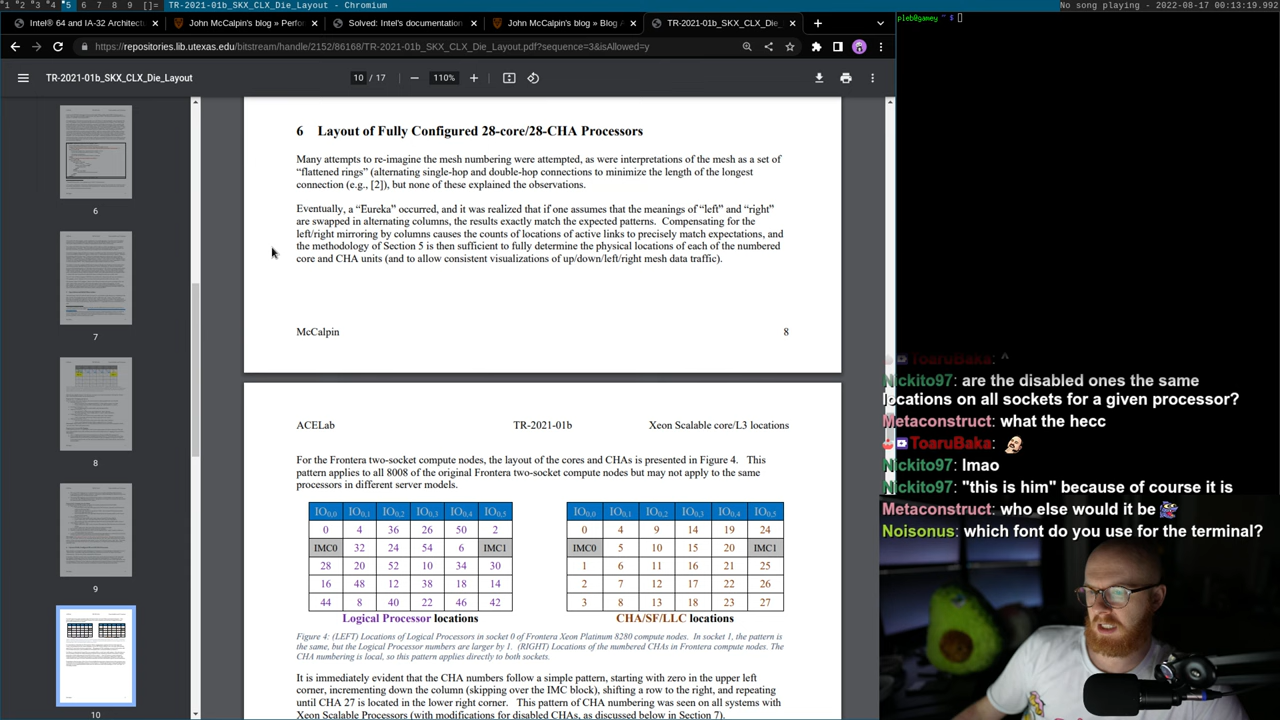 1 2 3 4 5 6 7 8 9 []= TR-2021-01b_SKX_CLX_Die_Layout.pdf - Chromium
No song playing - 2022-08-17 00:13:19.992
Intel® 64 and IA-32 Architect
John McCalpin's blog » Perfor
Solved: Intel's documentation
John McCalpin's blog » Blog A
TR-2021-01b_SKX_CLX_Die_
https://repositories.lib.utexas.edu/bitstream/handle/2152/86168/TR-2021-01b_SKX_CLX_Die_Layout.pdf?sequence=3&isAllowed=y
TR-2021-01b_SKX_CLX_Die_Layout
10 / 17
110%
6
7
8
9
10
6 Layout of Fully Configured 28-core/28-CHA Processors
Many attempts to re-imagine the mesh numbering were attempted, as were interpretations of the mesh as a set of
"flattened rings" (alternating single-hop and double-hop connections to minimize the length of the longest
connection (e.g., [2]), but none of these explained the observations.
Eventually, a "Eureka" occurred, and it was realized that if one assumes that the meanings of "left" and "right"
are swapped in alternating columns, the results exactly match the expected patterns. Compensating for the
left/right mirroring by columns causes the counts of locations of active links to precisely match expectations, and
the methodology of Section 5 is then sufficient to fully determine the physical locations of each of the numbered
core and CHA units (and to allow consistent visualizations of up/down/left/right mesh data traffic).
McCalpin 8
ACELab TR-2021-01b Xeon Scalable core/L3 locations
For the Frontera two-socket compute nodes, the layout of the cores and CHAs is presented in Figure 4. This
pattern applies to all 8008 of the original Frontera two-socket compute nodes but may not apply to the same
processors in different server models.
IO0,0 IO0,1 IO0,2 IO0,3 IO0,4 IO0,5
0 4 36 26 50 2
IMC0 32 24 54 6 IMC1
28 20 52 10 34 30
16 48 12 38 18 14
44 8 40 22 46 42
Logical Processor locations
IO0,0 IO0,1 IO0,2 IO0,3 IO0,4 IO0,5
0 4 9 14 19 24
IMC0 5 10 15 20 IMC1
1 6 11 16 21 25
2 7 12 17 22 26
3 8 13 18 23 27
CHA/SF/LLC locations
Figure 4: (LEFT) Locations of Logical Processors in socket 0 of Frontera Xeon Platinum 8280 compute nodes. In socket 1, the pattern is
the same, but the Logical Processor numbers are larger by 1. (RIGHT) Locations of the numbered CHAs in Frontera compute nodes. The
CHA numbering is local, so this pattern applies directly to both sockets.
It is immediately evident that the CHA numbers follow a simple pattern, starting with zero in the upper left
corner, incrementing down the column (skipping over the IMC block), shifting a row to the right, and repeating
until CHA 27 is located in the lower right corner. This pattern of CHA numbering was seen on all systems with
Xeon Scalable Processors (with modifications for disabled CHAs, as discussed below in Section 7).
pleb@gamey ~ $
ToaruBaka: ^
Nickito97: are the disabled ones the same
locations on all sockets for a given processor?
Metaconstruct: what the hecc
ToaruBaka:
Nickito97: lmao
Nickito97: "this is him" because of course it is
Metaconstruct: who else would it be
Noisonus: which font do you use for the terminal?